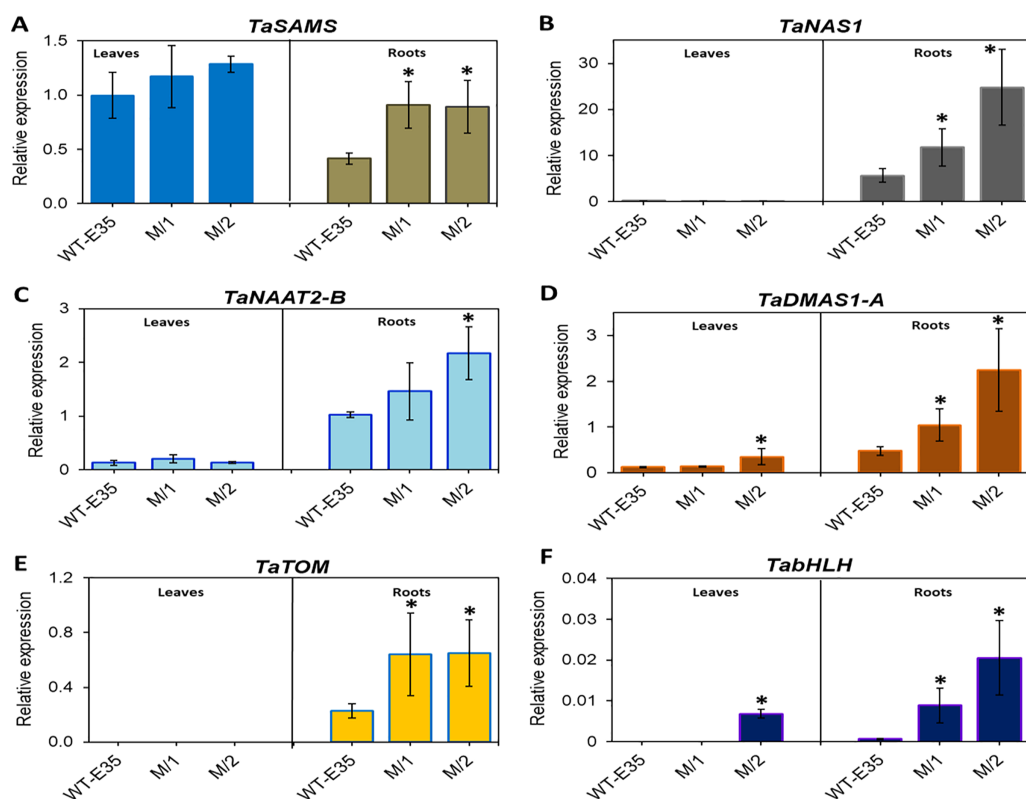 A
TaSAMS
Relative expression
1.5
1.0
0.5
0.0
Leaves
Roots
*
*
WT-E35
M/1
M/2
WT-E35
M/1
M/2
B
TaNAS1
Relative expression
30
20
10
0
Leaves
Roots
*
*
WT-E35
M/1
M/2
WT-E35
M/1
M/2
C
TaNAAT2-B
Relative expression
3
2
1
0
Leaves
Roots
*
WT-E35
M/1
M/2
WT-E35
M/1
M/2
D
TaDMAS1-A
Relative expression
3
2
1
0
Leaves
Roots
*
*
*
WT-E35
M/1
M/2
WT-E35
M/1
M/2
E
TaTOM
Relative expression
1.2
0.8
0.4
0.0
Leaves
Roots
*
*
WT-E35
M/1
M/2
WT-E35
M/1
M/2
F
TabHLH
Relative expression
0.04
0.03
0.02
0.01
0
Leaves
Roots
*
*
*
WT-E35
M/1
M/2
WT-E35
M/1
M/2